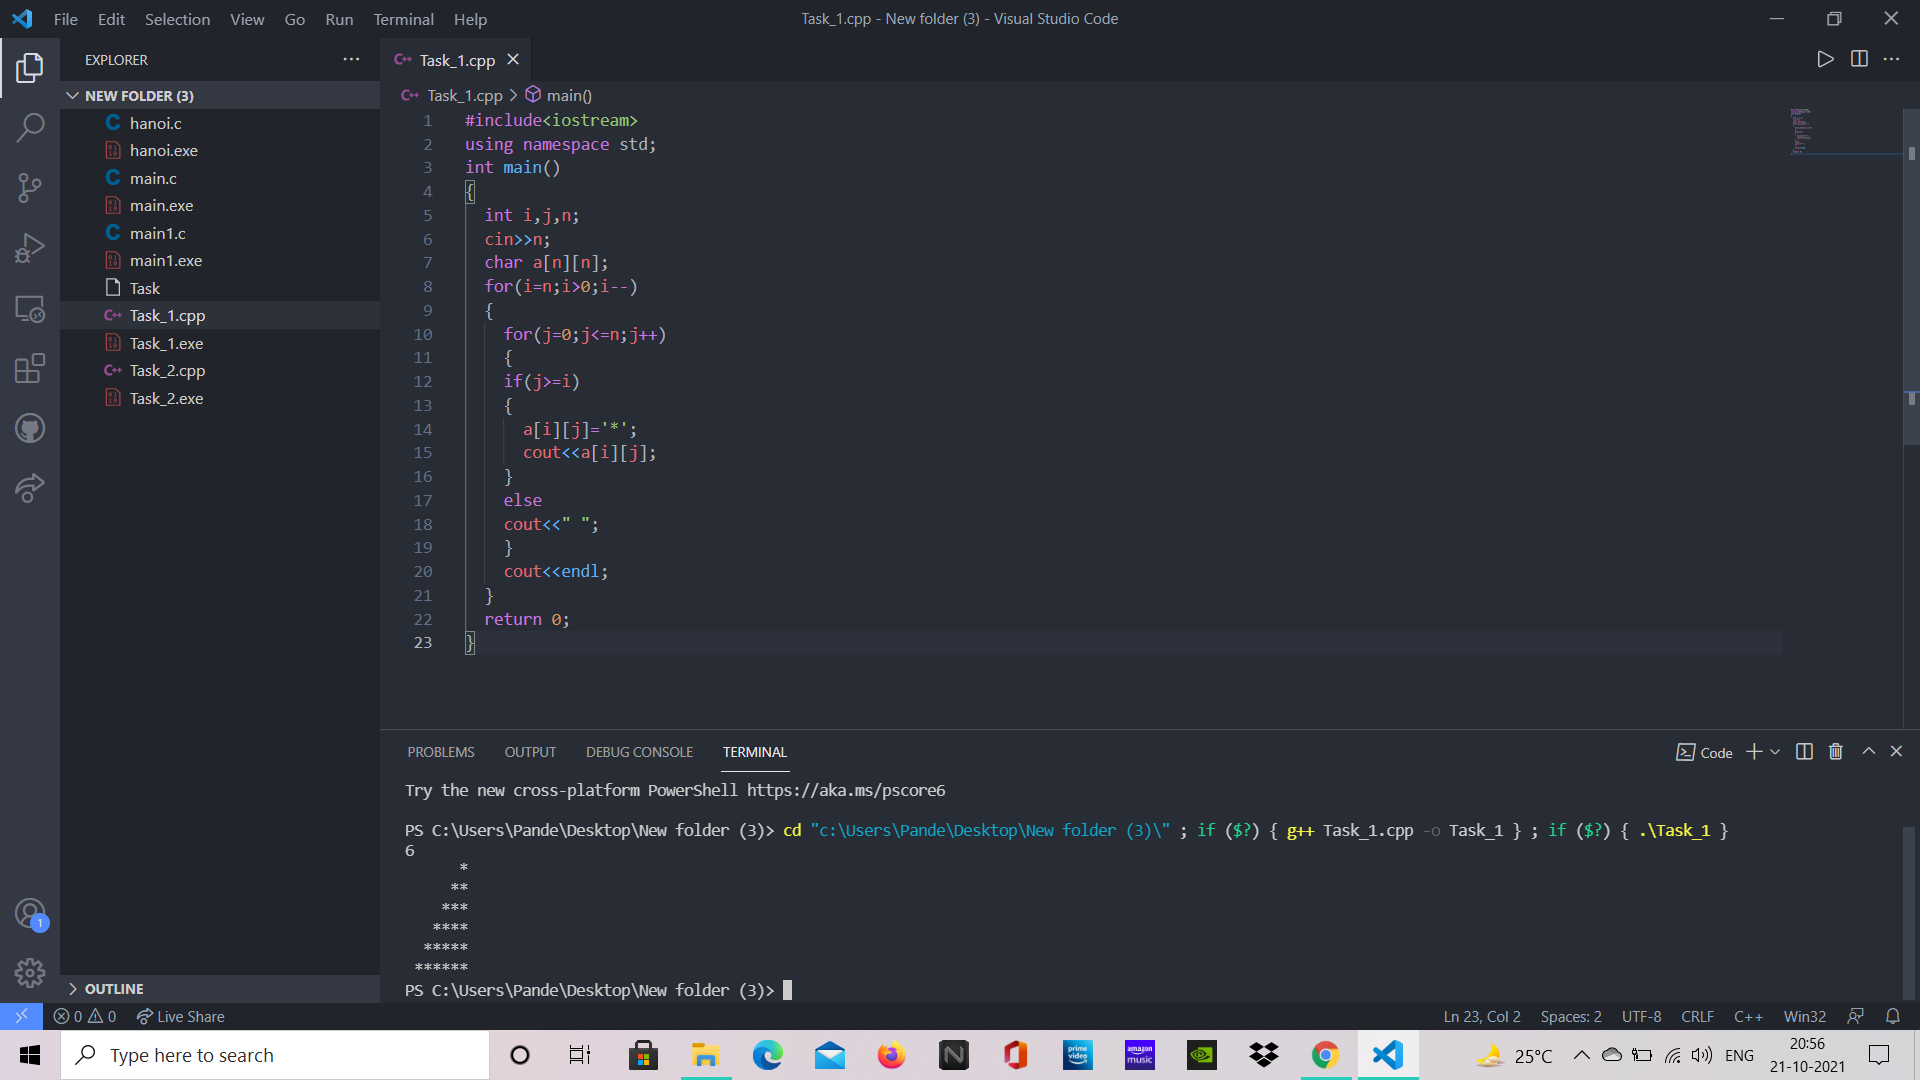 File Edit Selection View Go Run Terminal Help
Task_1.cpp - New folder (3) - Visual Studio Code
EXPLORER
Task_1.cpp
NEW FOLDER (3)
hanoi.c
hanoi.exe
main.c
main.exe
main1.c
main1.exe
Task
Task_1.cpp
Task_1.exe
Task_2.cpp
Task_2.exe
OUTLINE
Task_1.cpp > main()
1 #include<iostream>
2 using namespace std;
3 int main()
4 {
5 int i,j,n;
6 cin>>n;
7 char a[n][n];
8 for(i=n;i>0;i--)
9 {
10 for(j=0;j<=n;j++)
11 {
12 if(j>=i)
13 {
14 a[i][j]='*';
15 cout<<a[i][j];
16 }
17 else
18 cout<<" ";
19 }
20 cout<<endl;
21 }
22 return 0;
23 }
PROBLEMS OUTPUT DEBUG CONSOLE TERMINAL
Code
Try the new cross-platform PowerShell https://aka.ms/pscore6
PS C:\Users\Pande\Desktop\New folder (3)> cd "c:\Users\Pande\Desktop\New folder (3)\" ; if ($?) { g++ Task_1.cpp -o Task_1 } ; if ($?) { .\Task_1 }
6
*
**
***
****
*****
******
PS C:\Users\Pande\Desktop\New folder (3)>
1
0 0 Live Share
Ln 23, Col 2 Spaces: 2 UTF-8 CRLF C++ Win32
Type here to search
prime video
amazon music
25°C
ENG
20:56
21-10-2021